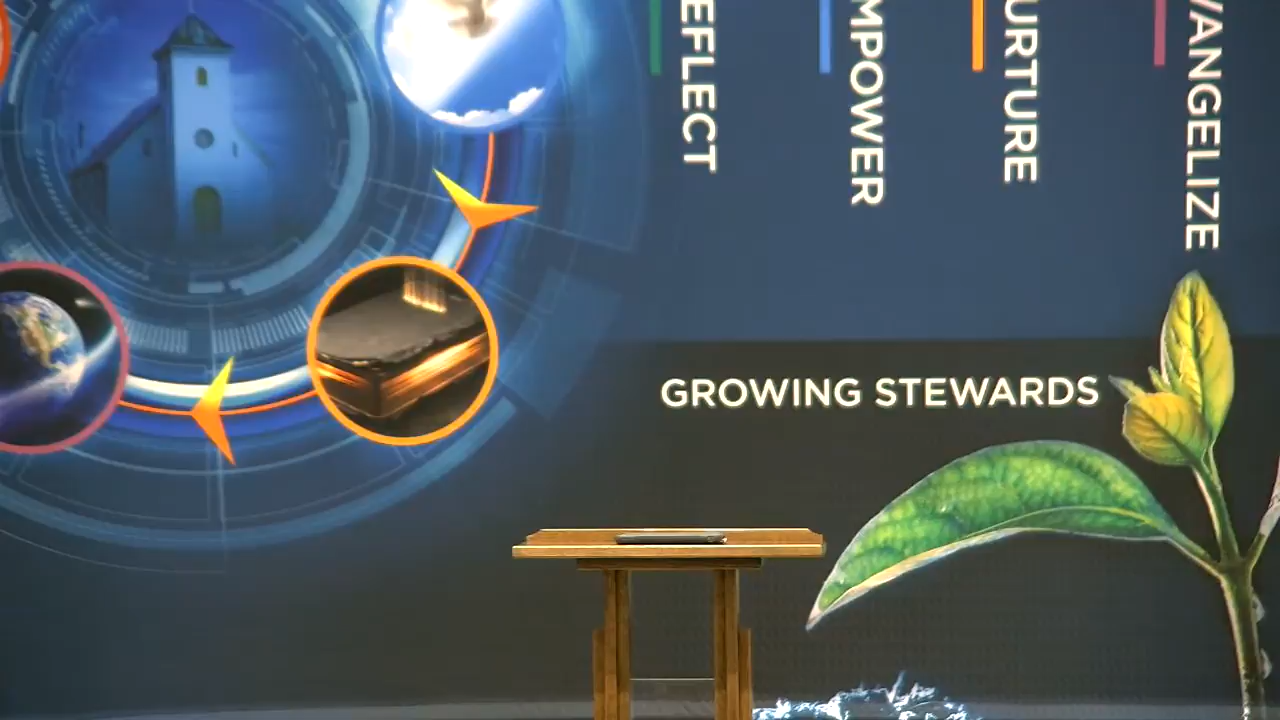 EFLECT
MPOWER
URTURE
VANGELIZE
GROWING STEWARDS